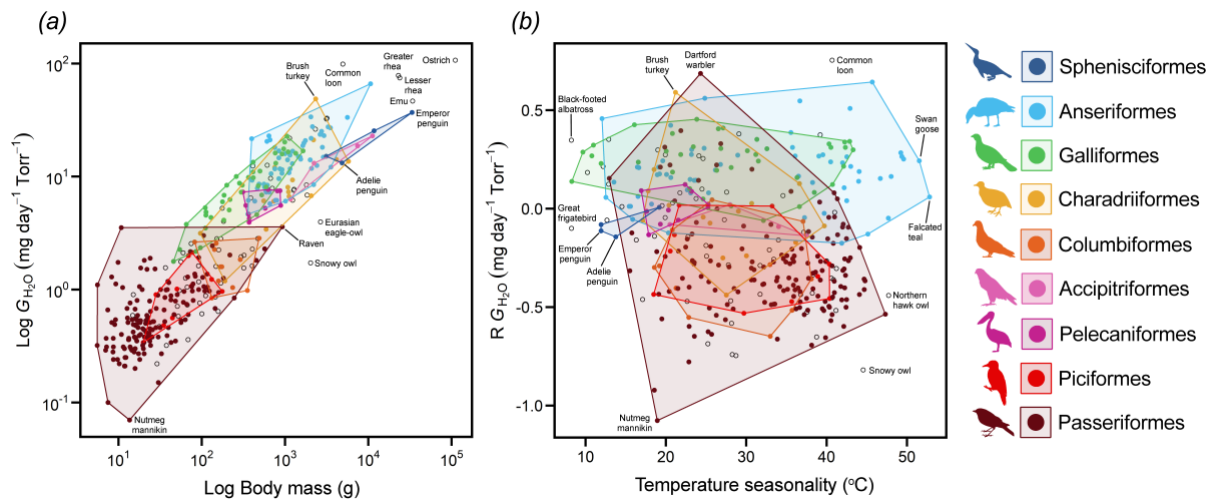 (a)
(b)
Log G_H2O (mg day⁻¹ Torr⁻¹)
10²
10¹
10⁰
10⁻¹
10¹
10²
10³
10⁴
10⁵
Log Body mass (g)
Brush
turkey
Common
loon
Greater
rhea
Lesser
rhea
Ostrich
Emu
Emperor
penguin
Adelie
penguin
Eurasian
eagle-owl
Raven
Snowy owl
Nutmeg
mannikin
R G_H2O (mg day⁻¹ Torr⁻¹)
0.5
0.0
-0.5
-1.0
10
20
30
40
50
Temperature seasonality (°C)
Brush
turkey
Dartford
warbler
Common
loon
Black-footed
albatross
Swan
goose
Great
frigatebird
Emperor
penguin
Adelie
penguin
Falcated
teal
Northern
hawk owl
Snowy owl
Nutmeg
mannikin
Sphenisciformes
Anseriformes
Galliformes
Charadriiformes
Columbiformes
Accipitriformes
Pelecaniformes
Piciformes
Passeriformes